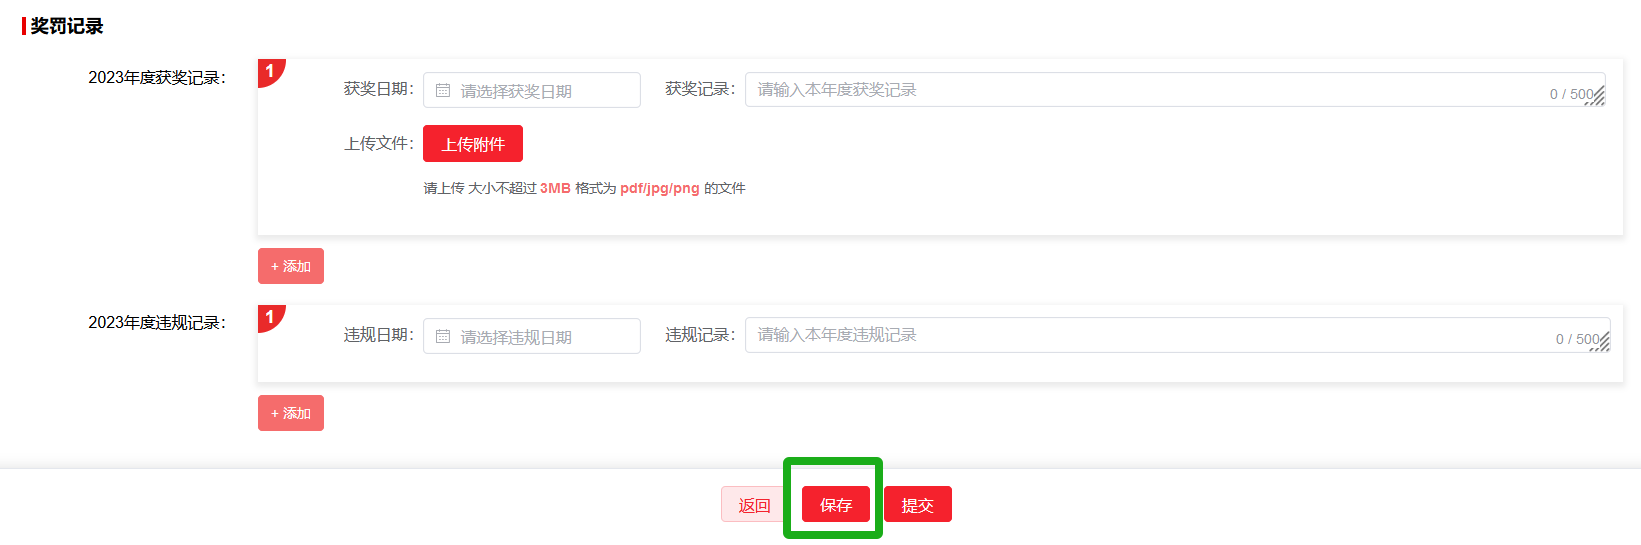 奖罚记录
2023年度获奖记录：
1
获奖日期： 请选择获奖日期 获奖记录： 请输入本年度获奖记录 0 / 500
上传文件： 上传附件
请上传 大小不超过 3MB 格式为 pdf/jpg/png 的文件
+ 添加
2023年度违规记录：
1
违规日期： 请选择违规日期 违规记录： 请输入本年度违规记录 0 / 500
+ 添加
返回 保存 提交